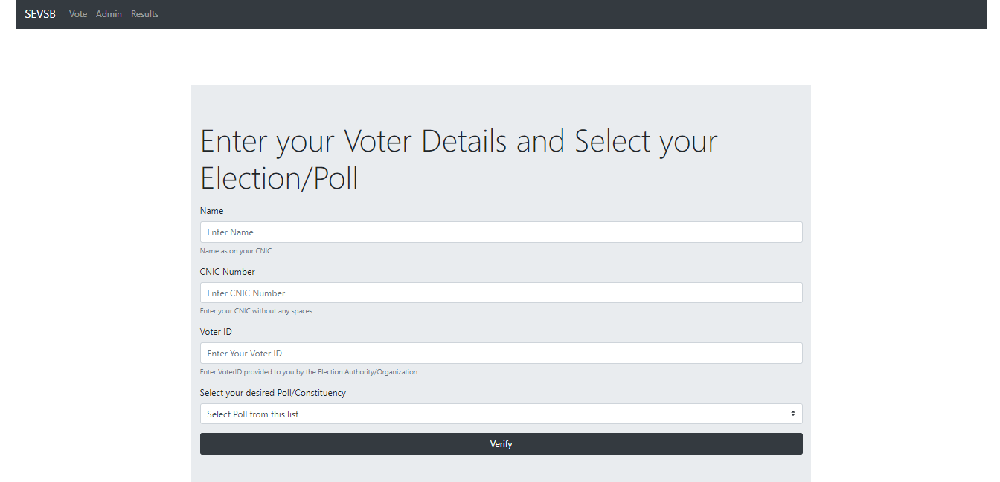 SEVSB Vote Admin Results
Enter your Voter Details and Select your
Election/Poll
Name
Enter Name
Name as on your CNIC
CNIC Number
Enter CNIC Number
Enter your CNIC without any spaces
Voter ID
Enter Your Voter ID
Enter VoterID provided to you by the Election Authority/Organization
Select your desired Poll/Constituency
Select Poll from this list
Verify